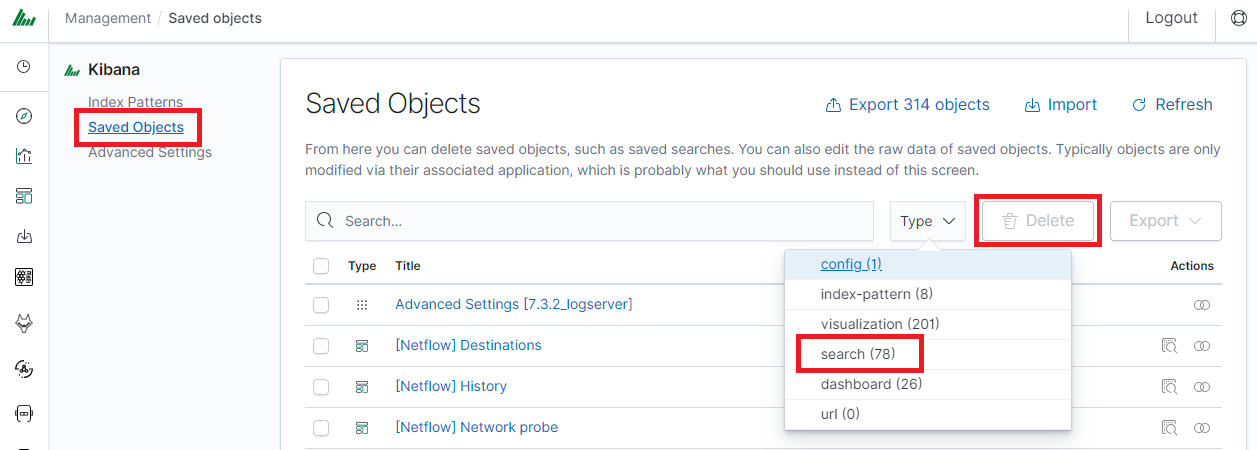 Management / Saved objects
Logout
Kibana
Index Patterns
Saved Objects
Advanced Settings
Saved Objects
Export 314 objects
Import
Refresh
From here you can delete saved objects, such as saved searches. You can also edit the raw data of saved objects. Typically objects are only
modified via their associated application, which is probably what you should use instead of this screen.
Search...
Type
Delete
Export
config (1)
index-pattern (8)
visualization (201)
search (78)
dashboard (26)
url (0)
Type Title Actions
Advanced Settings [7.3.2_logserver]
[Netflow] Destinations
[Netflow] History
[Netflow] Network probe